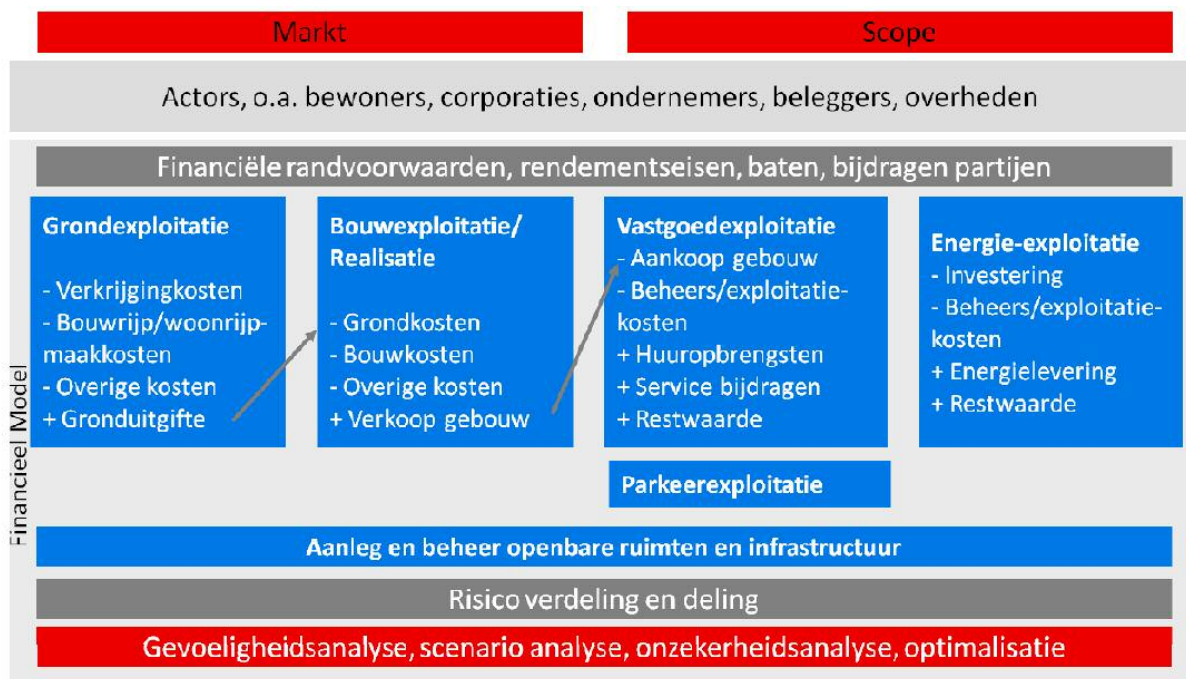 Markt
Scope
Actors, o.a. bewoners, corporaties, ondernemers, beleggers, overheden
Financieel Model
Financiële randvoorwaarden, rendementseisen, baten, bijdragen partijen
Grondexploitatie
- Verkrijgingkosten
- Bouwrijp/woonrijp-
maakkosten
- Overige kosten
+ Gronduitgifte
Bouwexploitatie/
Realisatie
- Grondkosten
- Bouwkosten
- Overige kosten
+ Verkoop gebouw
Vastgoedexploitatie
- Aankoop gebouw
- Beheers/exploitatie-
kosten
+ Huuropbrengsten
+ Service bijdragen
+ Restwaarde
Energie-exploitatie
- Investering
- Beheers/exploitatie-
kosten
+ Energielevering
+ Restwaarde
Parkeerexploitatie
Aanleg en beheer openbare ruimten en infrastructuur
Risico verdeling en deling
Gevoeligheidsanalyse, scenario analyse, onzekerheidsanalyse, optimalisatie